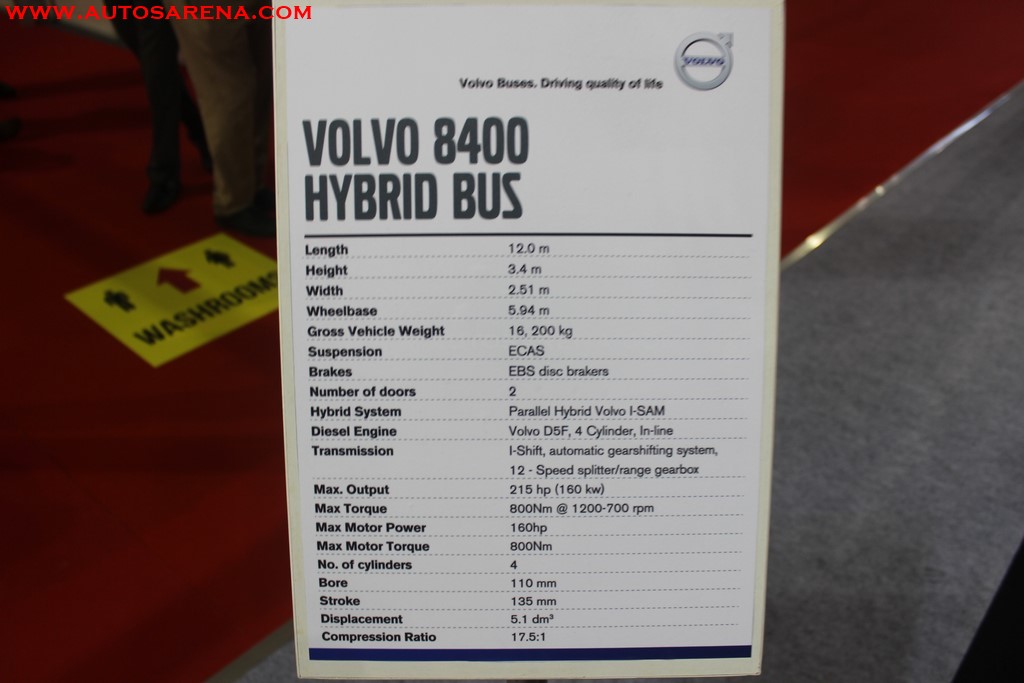 WWW.AUTOSARENA.COM
VOLVO
Volvo Buses. Driving quality of life
VOLVO 8400
HYBRID BUS
Length 12.0 m
Height 3.4 m
Width 2.51 m
Wheelbase 5.94 m
Gross Vehicle Weight 16, 200 kg
Suspension ECAS
Brakes EBS disc brakers
Number of doors 2
Hybrid System Parallel Hybrid Volvo I-SAM
Diesel Engine Volvo D5F, 4 Cylinder, In-line
Transmission I-Shift, automatic gearshifting system,
12 - Speed splitter/range gearbox
Max. Output 215 hp (160 kw)
Max Torque 800Nm @ 1200-700 rpm
Max Motor Power 160hp
Max Motor Torque 800Nm
No. of cylinders 4
Bore 110 mm
Stroke 135 mm
Displacement 5.1 dm³
Compression Ratio 17.5:1
WASHROOMS